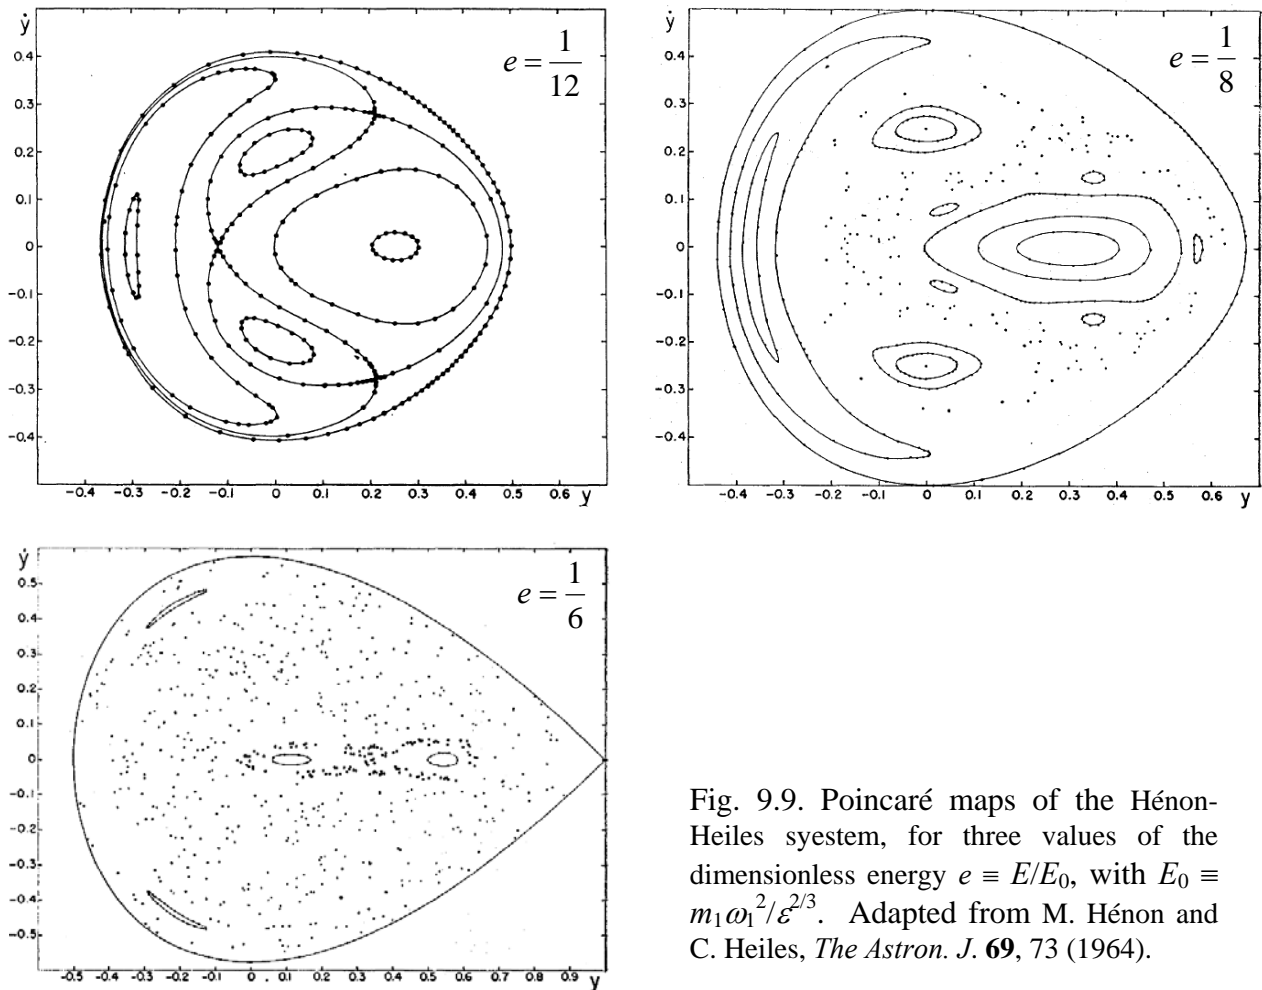 ẏ
e = 1/12
0.4
0.3
0.2
0.1
0
-0.1
-0.2
-0.3
-0.4
-0.4 -0.3 -0.2 -0.1 0 0.1 0.2 0.3 0.4 0.5 y 0.6
ẏ
e = 1/8
0.4
0.3
0.2
0.1
0
-0.1
-0.2
-0.3
-0.4
-0.4 -0.3 -0.2 -0.1 0 0.1 0.2 0.3 0.4 0.5 0.6 y
ẏ
e = 1/6
0.5
0.4
0.3
0.2
0.1
0
-0.1
-0.2
-0.3
-0.4
-0.5
-0.5 -0.4 -0.3 -0.2 -0.1 0 0.1 0.2 0.3 0.4 0.5 0.6 0.7 0.8 0.9 y
Fig. 9.9. Poincaré maps of the Hénon-
Heiles syestem, for three values of the
dimensionless energy e ≡ E/E₀, with E₀ ≡
m₁ω₁²/ε^2/3. Adapted from M. Hénon and
C. Heiles, The Astron. J. 69, 73 (1964).